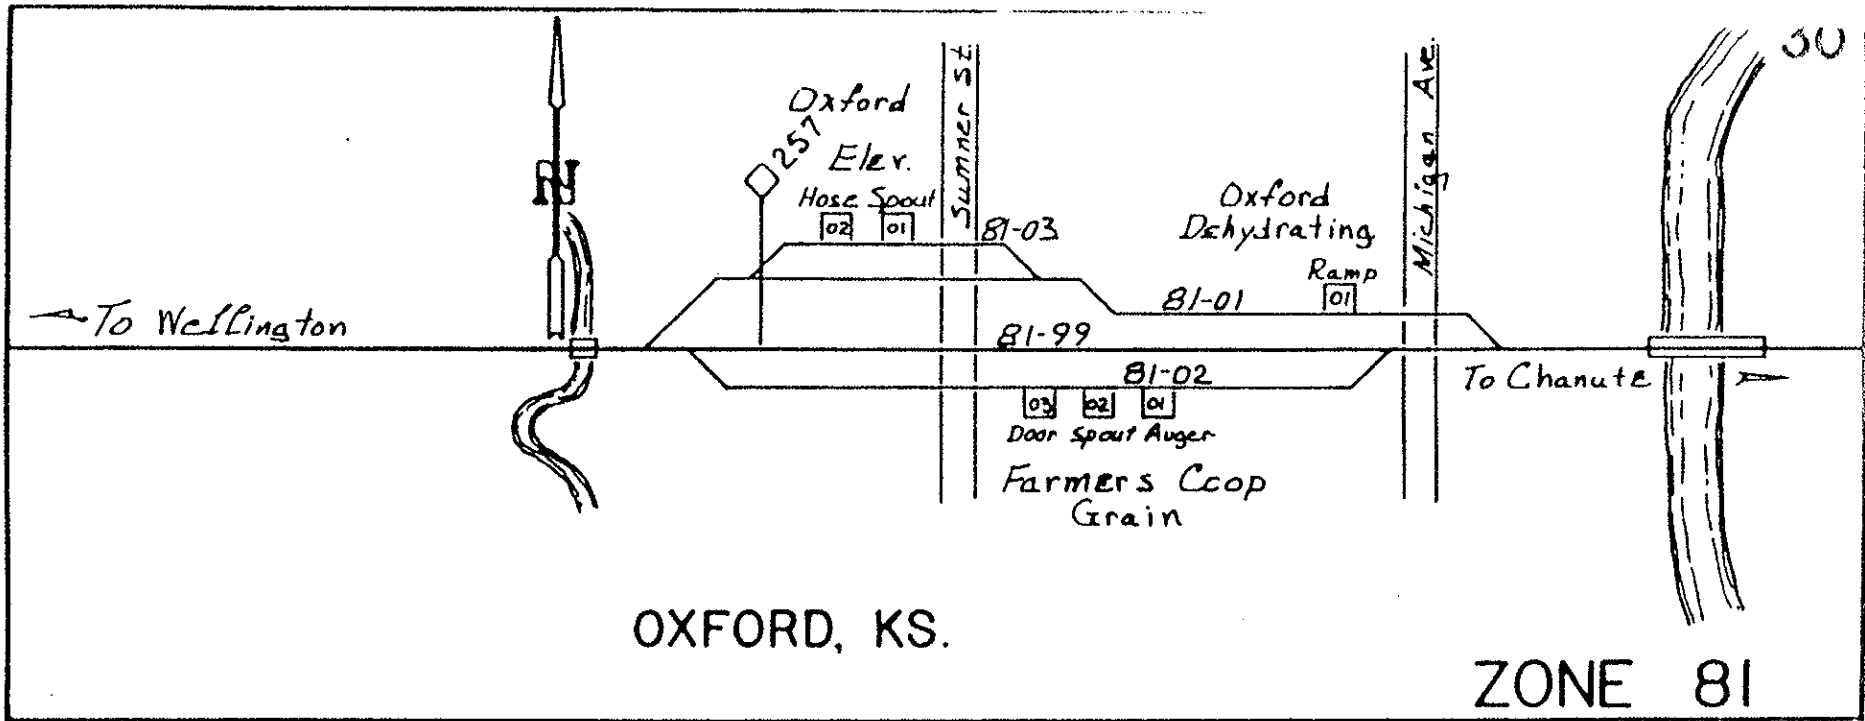 30
Oxford
257
Elev.
Hose Spout
02 01
Sumner St
81-03
Oxford
Dehydrating
Ramp
01
Michigan Ave.
N
To Wellington
81-01
81-99
81-02
To Chanute
03 02 01
Door Spout Auger
Farmers Coop
Grain
OXFORD, KS.
ZONE 81